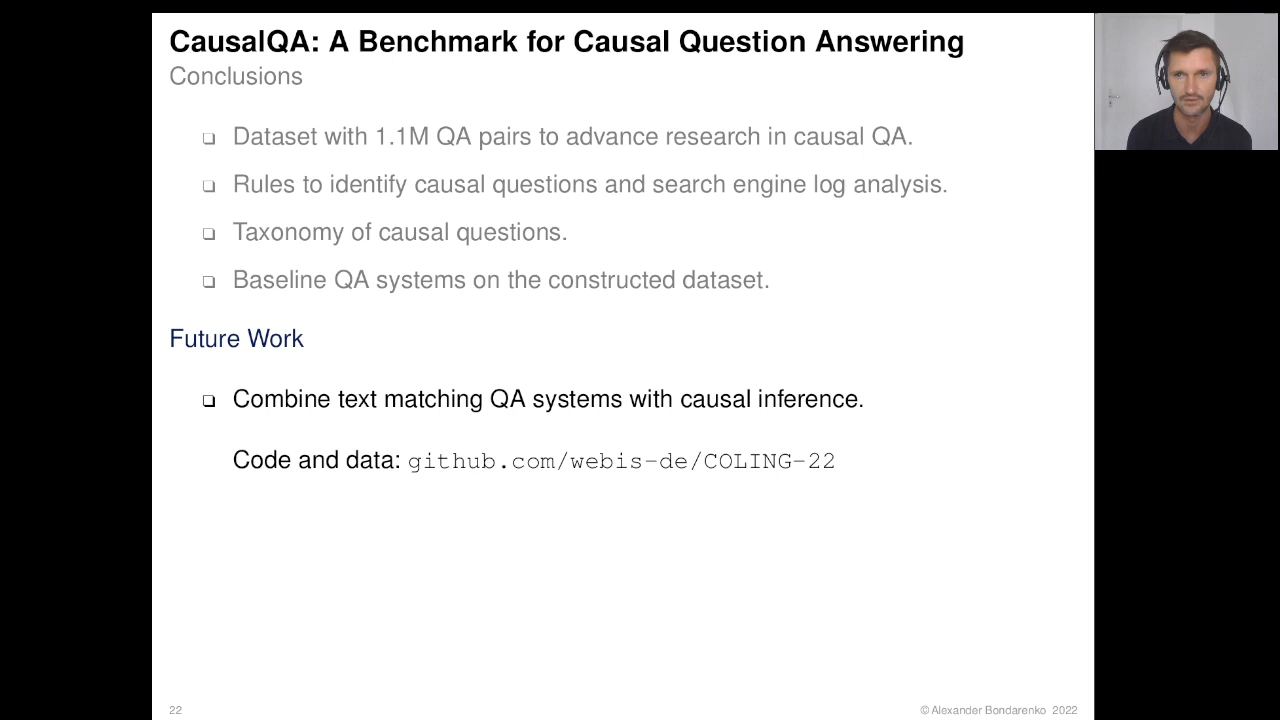 CausalQA: A Benchmark for Causal Question Answering
Conclusions
Dataset with 1.1M QA pairs to advance research in causal QA.
Rules to identify causal questions and search engine log analysis.
Taxonomy of causal questions.
Baseline QA systems on the constructed dataset.
Future Work
Combine text matching QA systems with causal inference.
Code and data: github.com/webis-de/COLING-22
22
© Alexander Bondarenko 2022